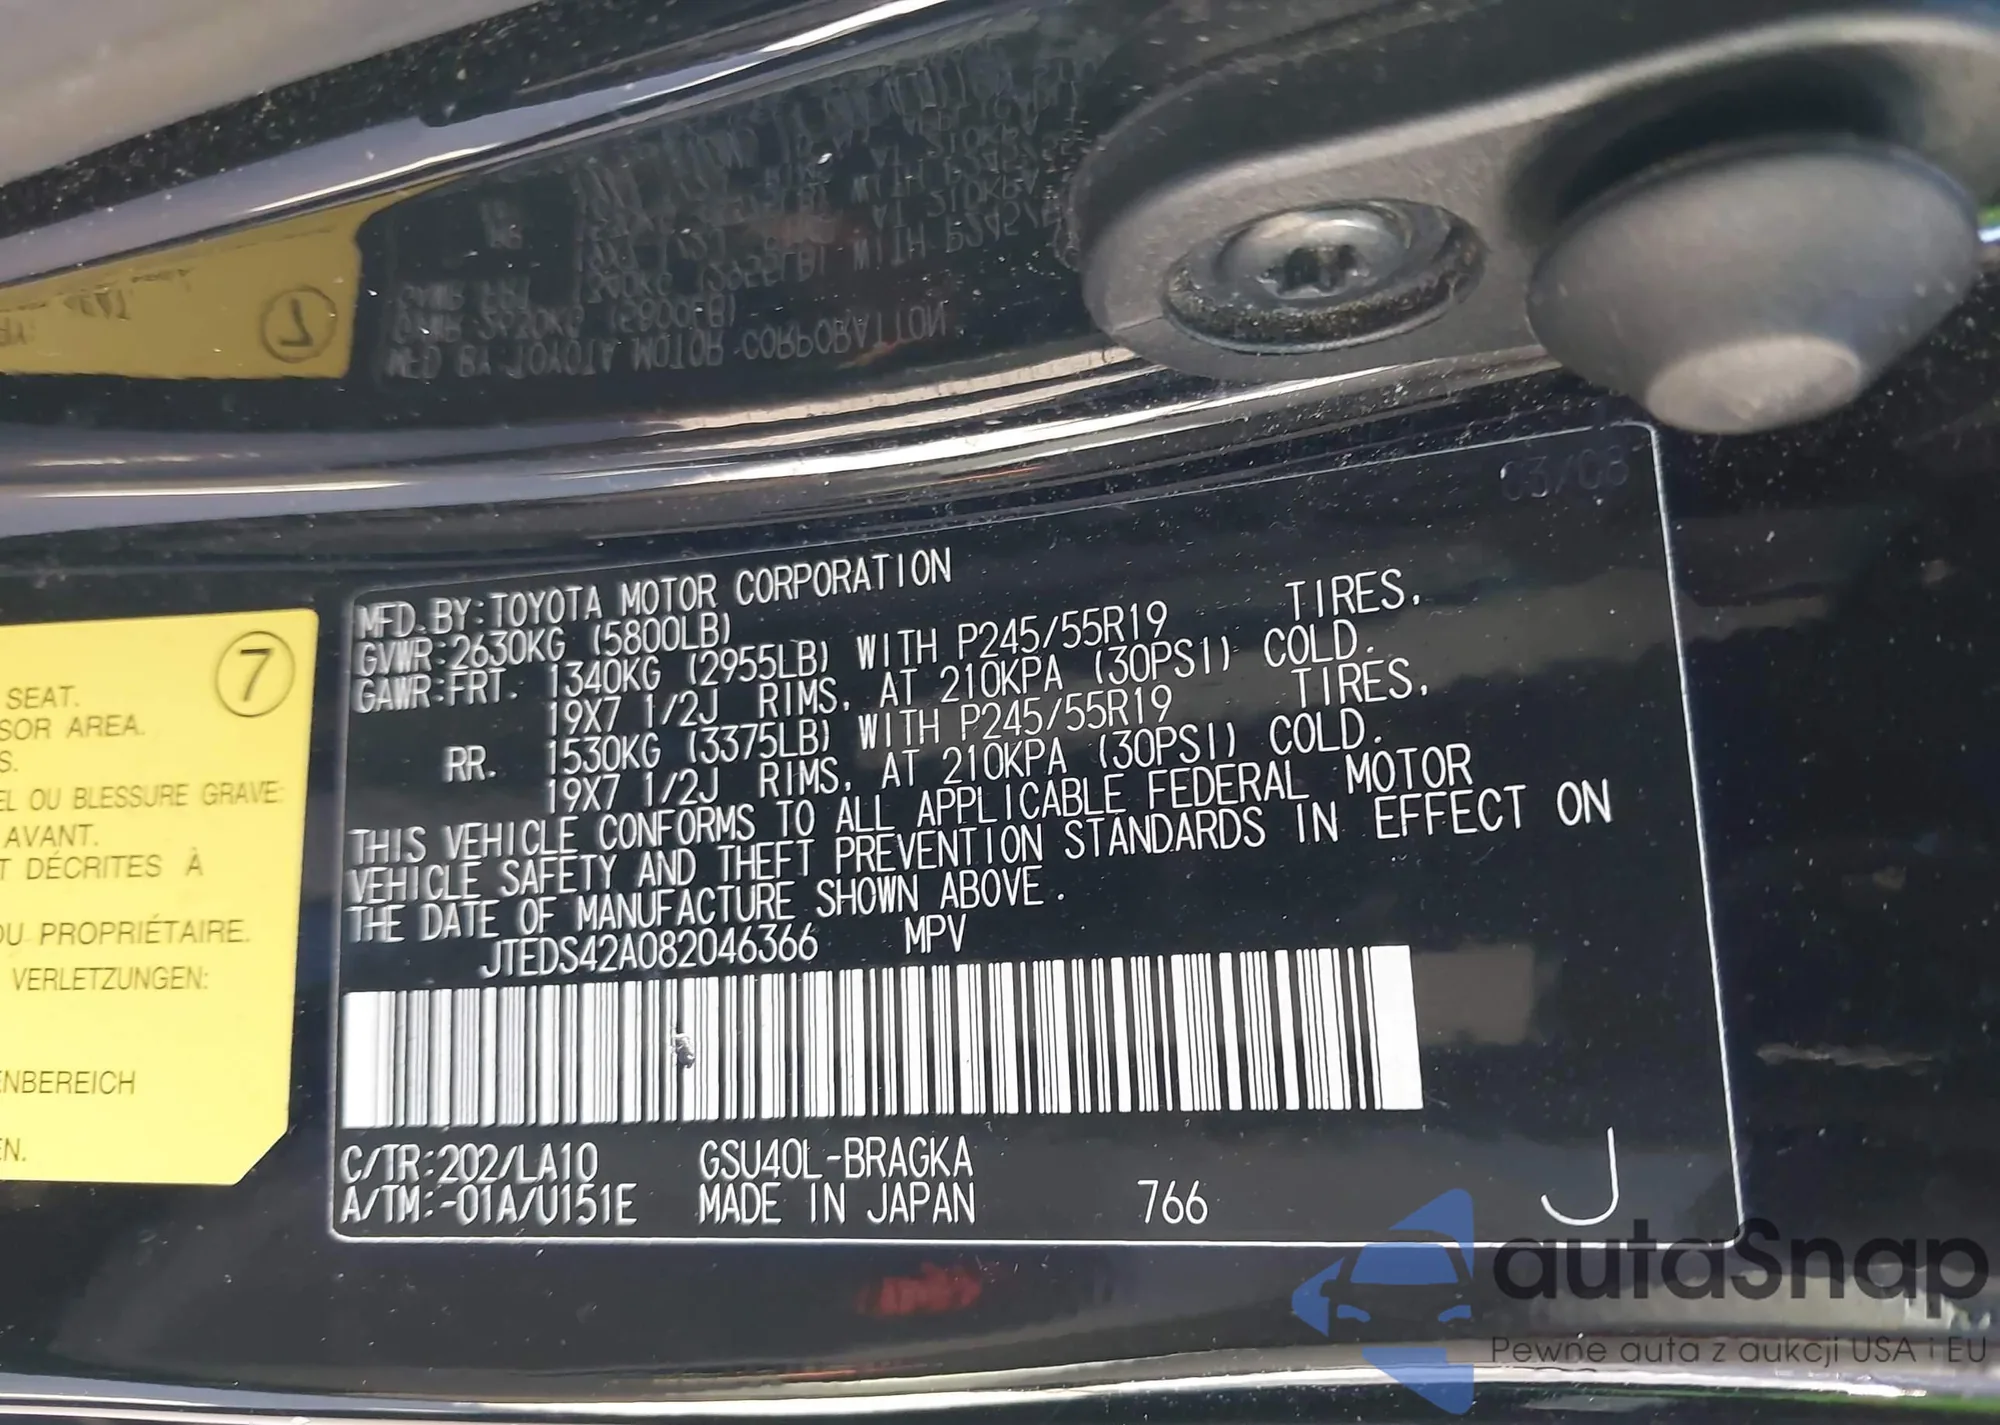 03/08
MFD.BY:TOYOTA MOTOR CORPORATION
GVWR:2630KG (5800LB)
GAWR:FRT. 1340KG (2955LB) WITH P245/55R19 TIRES,
19X7 1/2J RIMS, AT 210KPA (30PSI) COLD.
RR. 1530KG (3375LB) WITH P245/55R19 TIRES,
19X7 1/2J RIMS, AT 210KPA (30PSI) COLD.
THIS VEHICLE CONFORMS TO ALL APPLICABLE FEDERAL MOTOR
VEHICLE SAFETY AND THEFT PREVENTION STANDARDS IN EFFECT ON
THE DATE OF MANUFACTURE SHOWN ABOVE.
JTEDS42A082046366 MPV
C/TR:202/LA10 GSU40L-BRAGKA
A/TM:-01A/U151E MADE IN JAPAN 766 J
7
SEAT.
SOR AREA.
S.
EL OU BLESSURE GRAVE:
AVANT.
T DÉCRITES À
DU PROPRIÉTAIRE.
VERLETZUNGEN:
ENBEREICH
EN.
autaSnap
Pewne auta z aukcji USA i EU